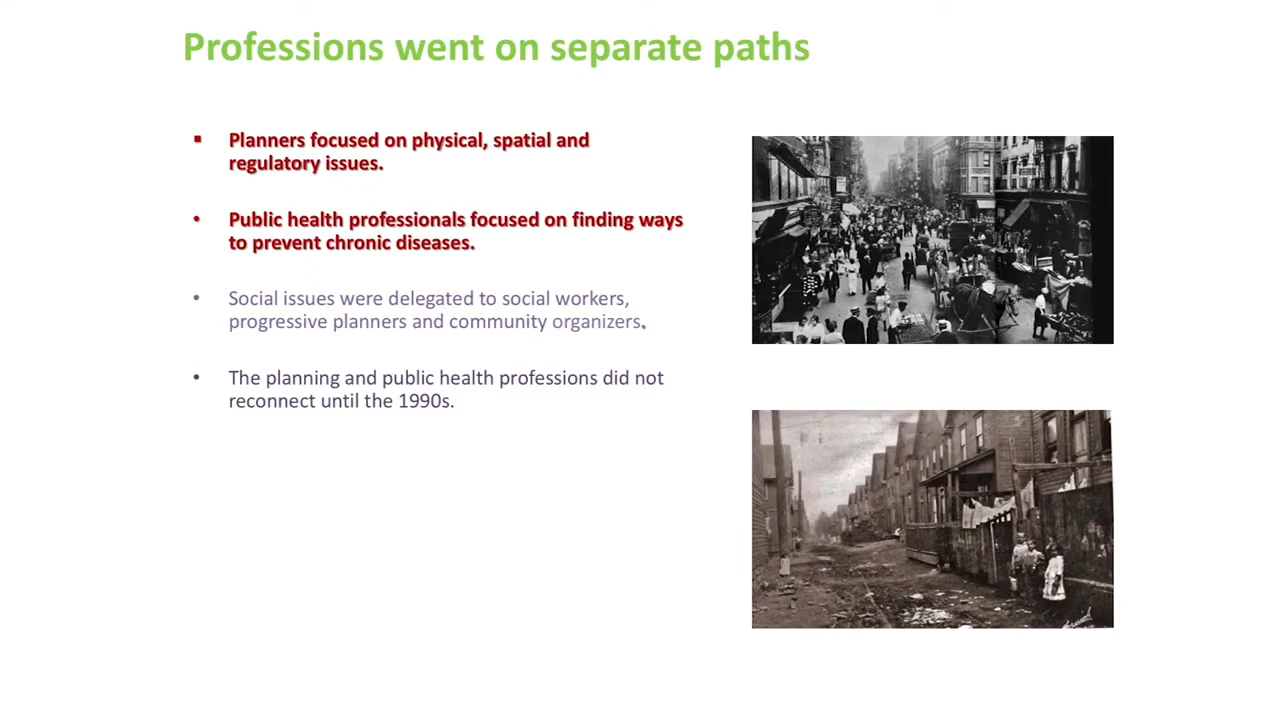 Professions went on separate paths
▪ Planners focused on physical, spatial and
regulatory issues.
• Public health professionals focused on finding ways
to prevent chronic diseases.
• Social issues were delegated to social workers,
progressive planners and community organizers.
• The planning and public health professions did not
reconnect until the 1990s.